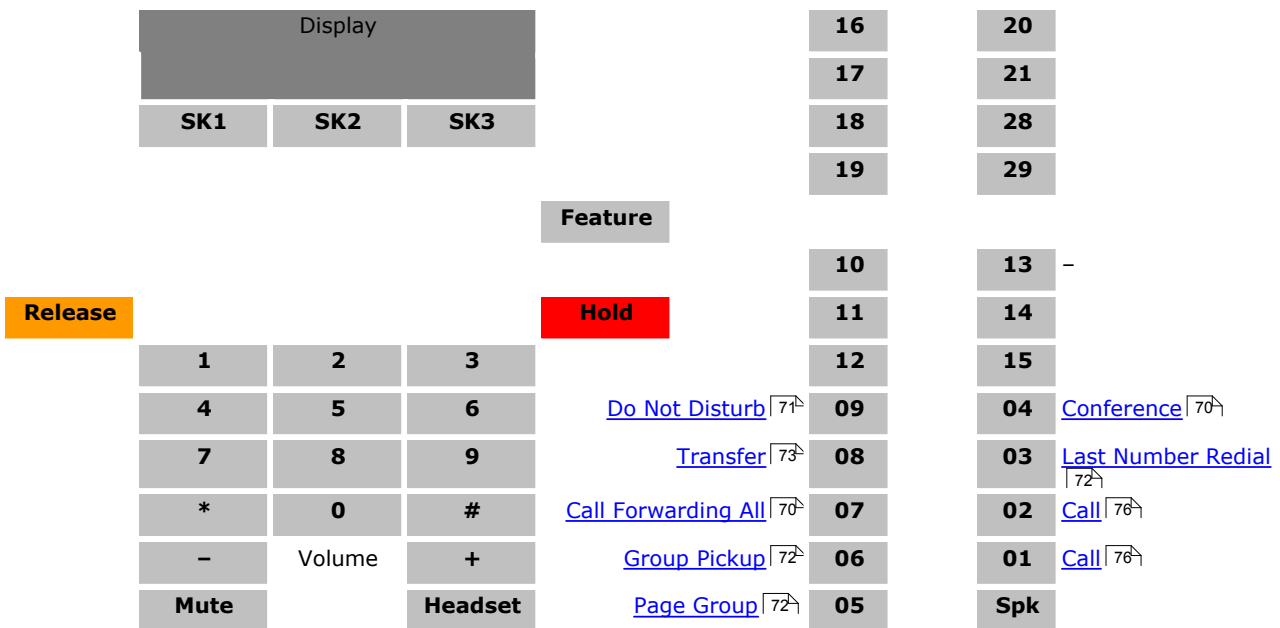 Display 16 20
17 21
SK1 SK2 SK3 18 28
19 29
Feature
10 13 –
Release Hold 11 14
1 2 3 12 15
4 5 6 Do Not Disturb 71 09 04 Conference 70
7 8 9 Transfer 73 08 03 Last Number Redial
72
* 0 # Call Forwarding All 70 07 02 Call 76
– Volume + Group Pickup 72 06 01 Call 76
Mute Headset Page Group 72 05 Spk